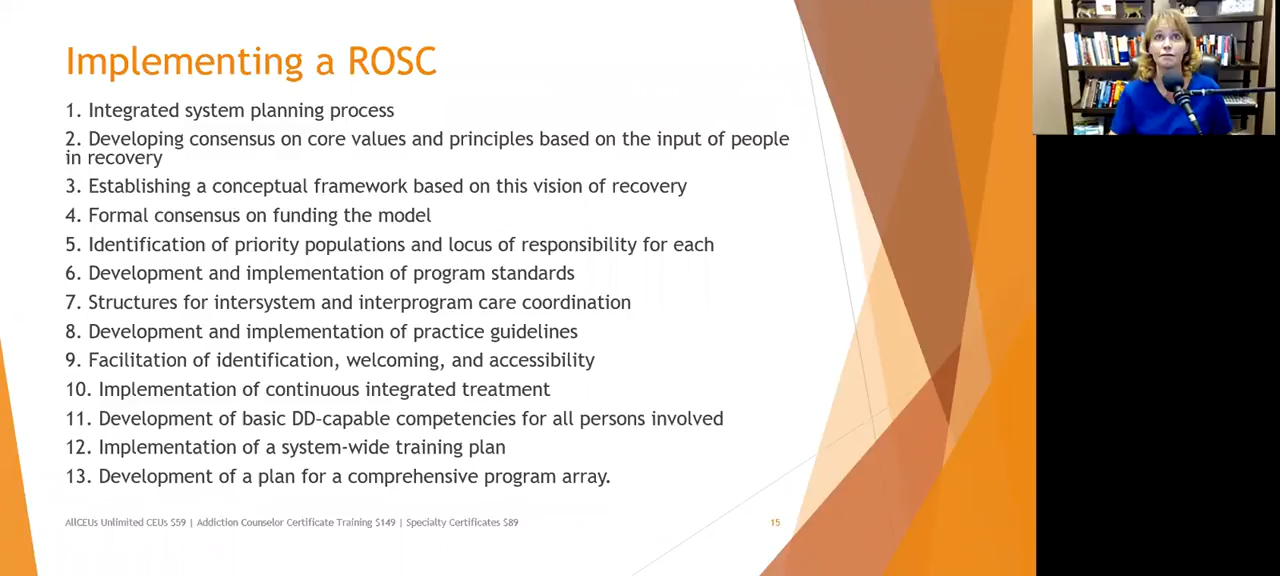 Implementing a ROSC
1. Integrated system planning process
2. Developing consensus on core values and principles based on the input of people
in recovery
3. Establishing a conceptual framework based on this vision of recovery
4. Formal consensus on funding the model
5. Identification of priority populations and locus of responsibility for each
6. Development and implementation of program standards
7. Structures for intersystem and interprogram care coordination
8. Development and implementation of practice guidelines
9. Facilitation of identification, welcoming, and accessibility
10. Implementation of continuous integrated treatment
11. Development of basic DD-capable competencies for all persons involved
12. Implementation of a system-wide training plan
13. Development of a plan for a comprehensive program array.
AllCEUs Unlimited CEUs $59 | Addiction Counselor Certificate Training $149 | Specialty Certificates $89
15